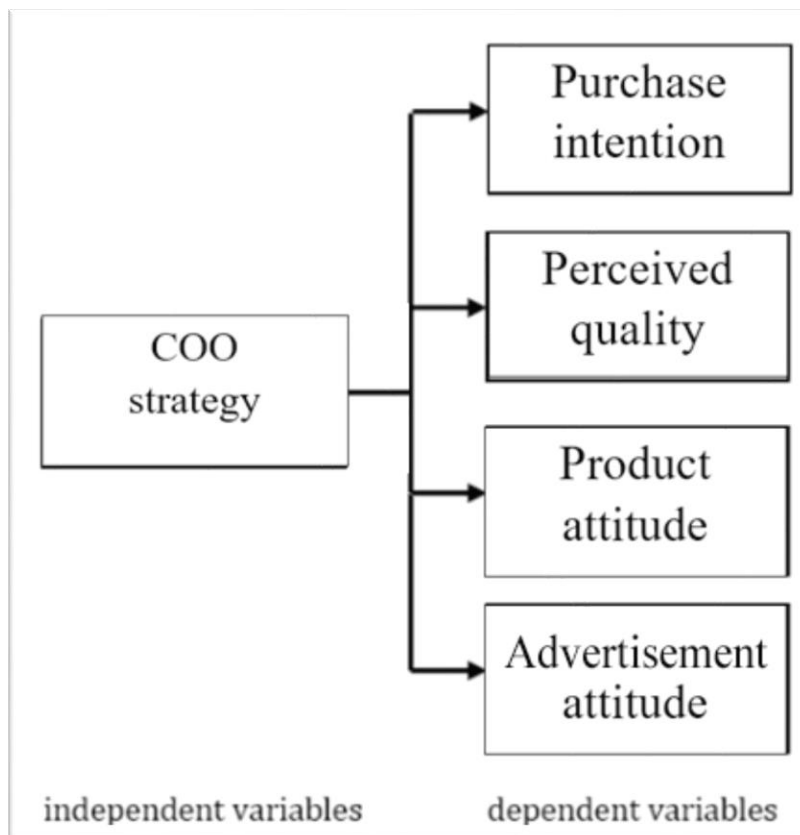 Purchase
intention
Perceived
quality
COO
strategy
Product
attitude
Advertisement
attitude
independent variables
dependent variables